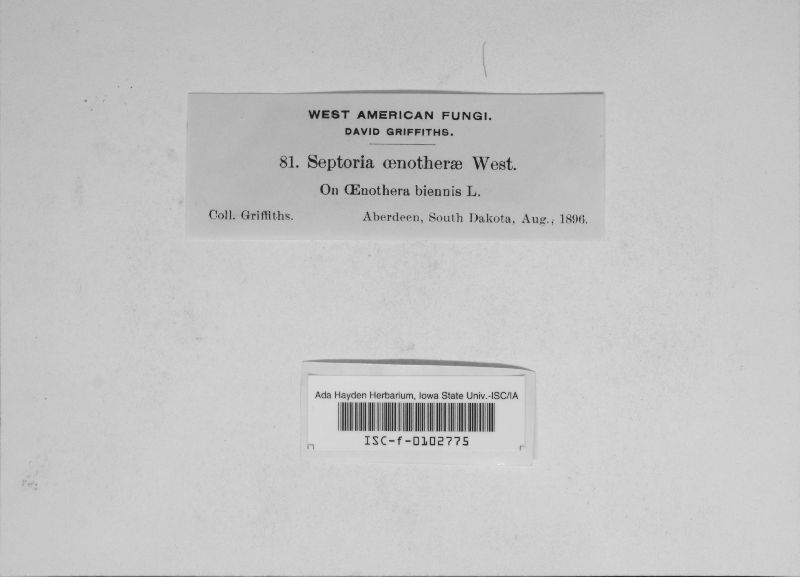 WEST AMERICAN FUNGI.
DAVID GRIFFITHS.
81. Septoria œnotheræ West.
On Œnothera biennis L.
Coll. Griffiths. Aberdeen, South Dakota, Aug., 1896.
Ada Hayden Herbarium, Iowa State Univ.-ISC/IA
ISC-f-0102775